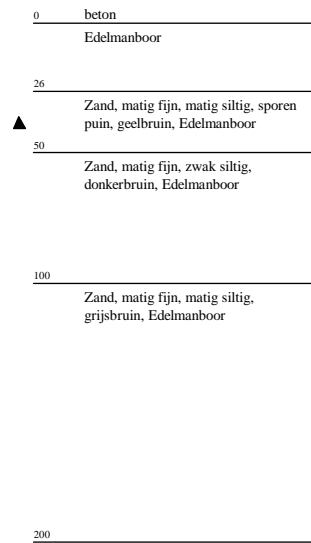 0 beton
Edelmanboor
26
Zand, matig fijn, matig siltig, sporen
puin, geelbruin, Edelmanboor
50
Zand, matig fijn, zwak siltig,
donkerbruin, Edelmanboor
100
Zand, matig fijn, matig siltig,
grijsbruin, Edelmanboor
200